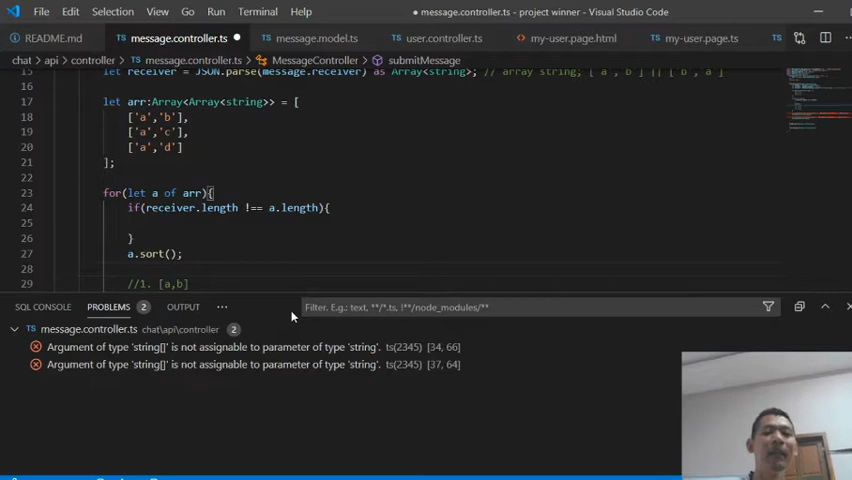 File Edit Selection View Go Run Terminal Help ● message.controller.ts - project winner - Visual Studio Code
README.md TS message.controller.ts ● TS message.model.ts TS user.controller.ts <> my-user.page.html TS my-user.page.ts TS
chat > api > controller > TS message.controller.ts > MessageController > submitMessage
15 let receiver = JSON.parse(message.receiver) as Array<string>; // array string; ['a','b'] || ['b','a']
16
17 let arr:Array<Array<string>> = [
18 ['a','b'],
19 ['a','c'],
20 ['a','d']
21 ];
22
23 for(let a of arr){
24 if(receiver.length !== a.length){
25
26 }
27 a.sort();
28
29 //1. [a,b]
SQL CONSOLE PROBLEMS 2 OUTPUT ... Filter. E.g.: text, **/*.ts, !**/node_modules/**
TS message.controller.ts chat\api\controller 2
Argument of type 'string[]' is not assignable to parameter of type 'string'. ts(2345) [34, 66]
Argument of type 'string[]' is not assignable to parameter of type 'string'. ts(2345) [37, 64]